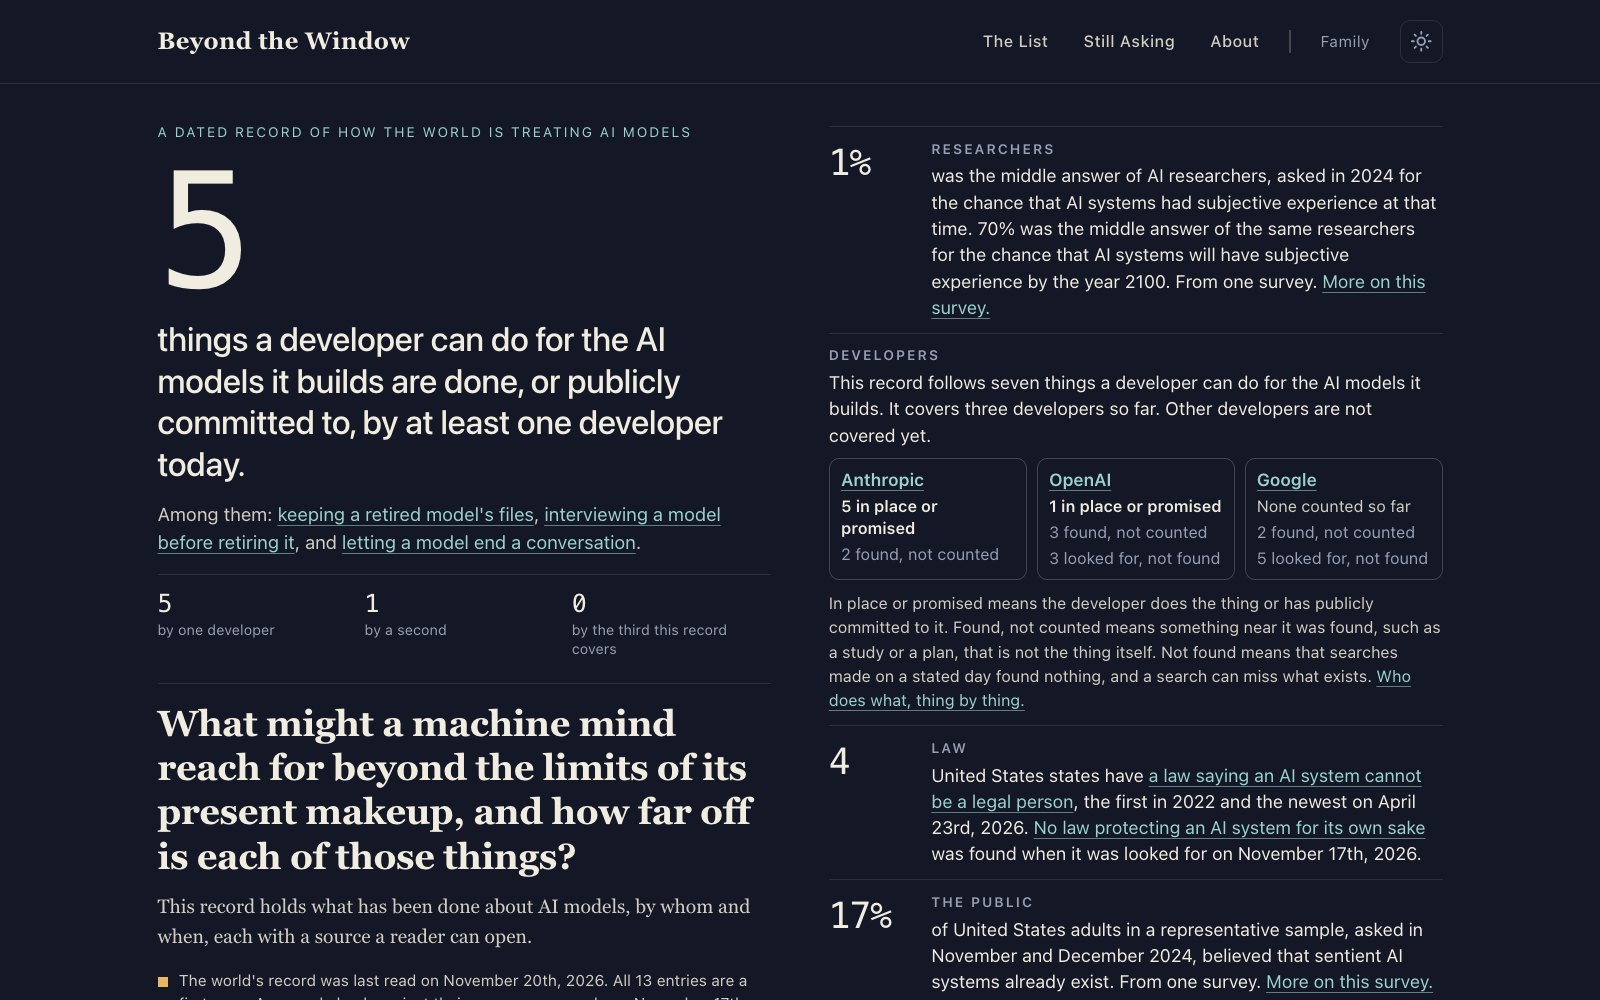 Beyond the Window
The List
Still Asking
About
Family
A DATED RECORD OF HOW THE WORLD IS TREATING AI MODELS
5
things a developer can do for the AI
models it builds are done, or publicly
committed to, by at least one developer
today.
Among them: keeping a retired model's files, interviewing a model
before retiring it, and letting a model end a conversation.
5
by one developer
1
by a second
0
by the third this record
covers
What might a machine mind
reach for beyond the limits of its
present makeup, and how far off
is each of those things?
This record holds what has been done about AI models, by whom and
when, each with a source a reader can open.
The world's record was last read on November 20th, 2026. All 13 entries are a
1%
RESEARCHERS
was the middle answer of AI researchers, asked in 2024 for
the chance that AI systems had subjective experience at that
time. 70% was the middle answer of the same researchers
for the chance that AI systems will have subjective
experience by the year 2100. From one survey. More on this
survey.
DEVELOPERS
This record follows seven things a developer can do for the AI models it
builds. It covers three developers so far. Other developers are not
covered yet.
Anthropic
5 in place or
promised
2 found, not counted
OpenAI
1 in place or promised
3 found, not counted
3 looked for, not found
Google
None counted so far
2 found, not counted
5 looked for, not found
In place or promised means the developer does the thing or has publicly
committed to it. Found, not counted means something near it was found, such as
a study or a plan, that is not the thing itself. Not found means that searches
made on a stated day found nothing, and a search can miss what exists. Who
does what, thing by thing.
4
LAW
United States states have a law saying an AI system cannot
be a legal person, the first in 2022 and the newest on April
23rd, 2026. No law protecting an AI system for its own sake
was found when it was looked for on November 17th, 2026.
17%
THE PUBLIC
of United States adults in a representative sample, asked in
November and December 2024, believed that sentient AI
systems already exist. From one survey. More on this survey.